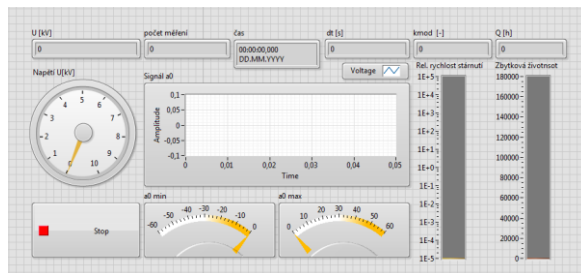 U [kV] počet měření čas dt [s] kmod [-] Q [h]
0 0 00:00:00,000 0 0 0
DD.MM.YYYY
Napětí U[kV] Signál a0 Voltage Rel. rychlost stárnutí Zbytková životnsot
0 1 2 3 4 5 6 7 8 9 10
Amplitude
0,1
0,05
0
-0,05
-0,1
0 0,01 0,02 0,03 0,04 0,05
Time
1E+5
1E+4
1E+3
1E+2
1E+1
1E+0
1E-1
1E-2
1E-3
1E-4
1E-5
180000
160000
140000
120000
100000
80000
60000
40000
20000
0
Stop
a0 min
-60 -50 -40 -30 -20 -10 0
a0 max
0 10 20 30 40 50 60